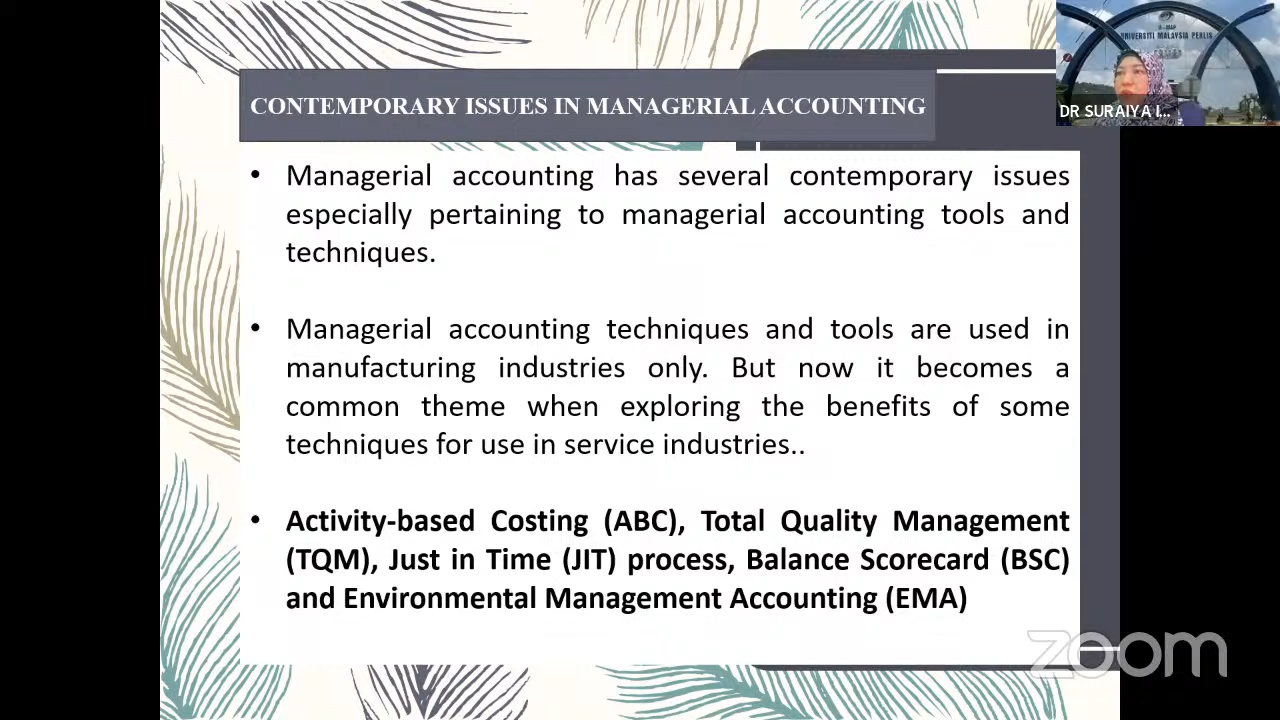 UNIVERSITI MALAYSIA PERLIS
DR SURAIYA I...
CONTEMPORARY ISSUES IN MANAGERIAL ACCOUNTING
• Managerial accounting has several contemporary issues
especially pertaining to managerial accounting tools and
techniques.
• Managerial accounting techniques and tools are used in
manufacturing industries only. But now it becomes a
common theme when exploring the benefits of some
techniques for use in service industries..
• Activity-based Costing (ABC), Total Quality Management
(TQM), Just in Time (JIT) process, Balance Scorecard (BSC)
and Environmental Management Accounting (EMA)
zoom